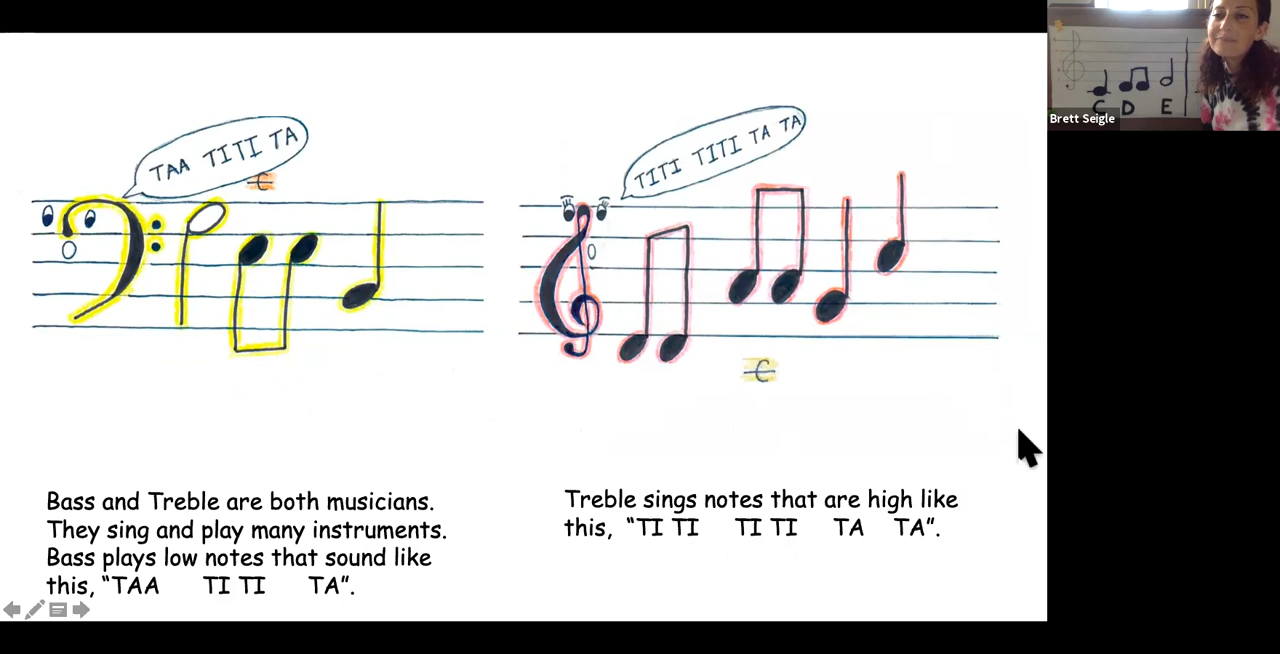 TAA TITI TA
C
TITI TITI TA TA
C
Bass and Treble are both musicians.
They sing and play many instruments.
Bass plays low notes that sound like
this, “TAA TI TI TA”.
Treble sings notes that are high like
this, “TI TI TI TI TA TA”.
C D E
Brett Seigle